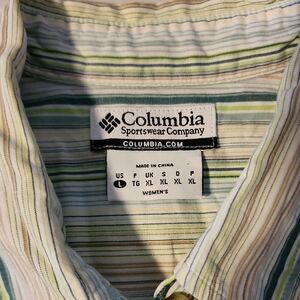 Columbia
Sportswear Company
COLUMBIA.COM
MADE IN CHINA
US F UK S D P
L TG XL XL XL XL
WOMEN'S